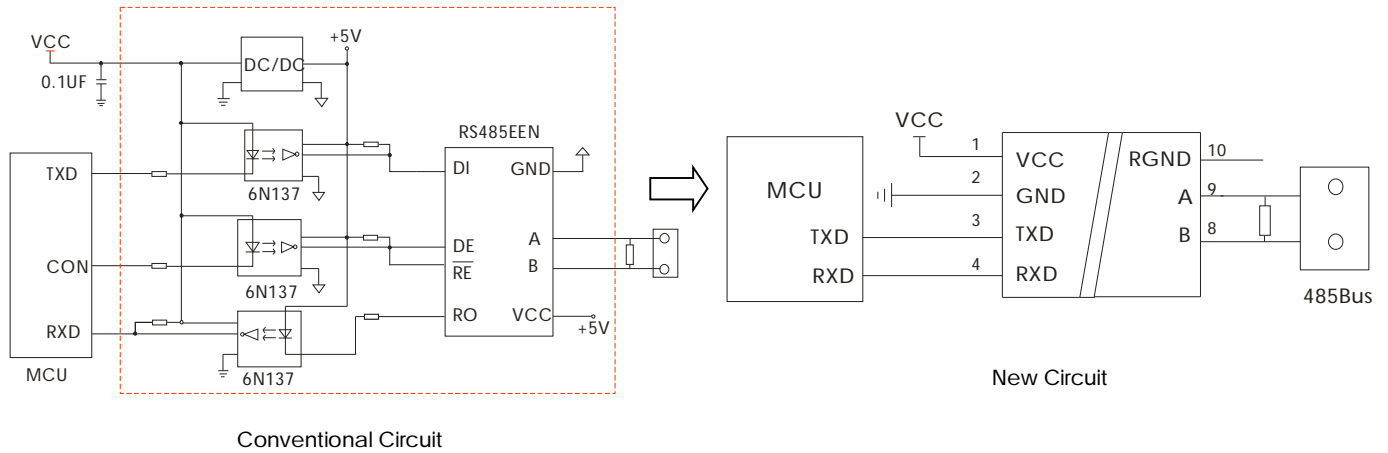 VCC
0.1UF
+5V
DC/DC
RS485EEN
TXD
6N137
DI
GND
CON
6N137
DE
RE
A
B
RXD
6N137
RO
VCC
+5V
MCU
Conventional Circuit
MCU
TXD
RXD
VCC
1
2
3
4
VCC
GND
TXD
RXD
RGND
A
B
10
9
8
485Bus
New Circuit